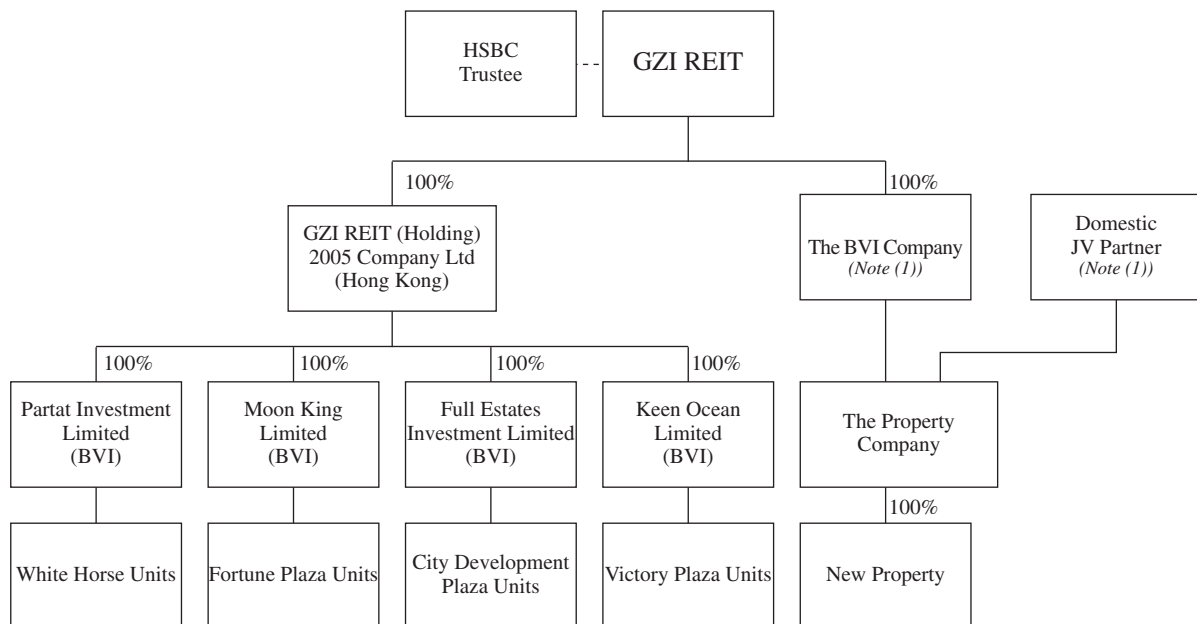 HSBC
Trustee
GZI REIT
100%
100%
GZI REIT (Holding)
2005 Company Ltd
(Hong Kong)
The BVI Company
(Note (1))
Domestic
JV Partner
(Note (1))
100%
100%
100%
100%
Partat Investment
Limited
(BVI)
Moon King
Limited
(BVI)
Full Estates
Investment Limited
(BVI)
Keen Ocean
Limited
(BVI)
The Property
Company
100%
White Horse Units
Fortune Plaza Units
City Development
Plaza Units
Victory Plaza Units
New Property